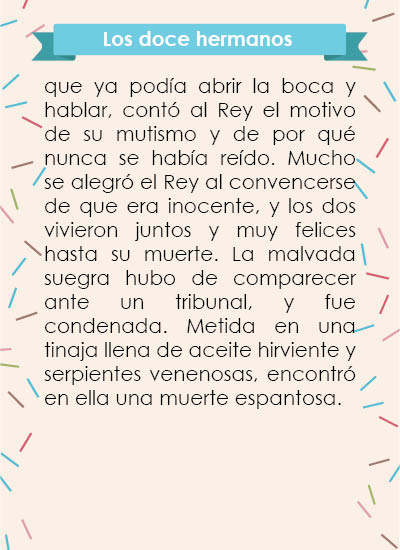 Los doce hermanos
que ya podía abrir la boca y
hablar, contó al Rey el motivo
de su mutismo y de por qué
nunca se había reído. Mucho
se alegró el Rey al convencerse
de que era inocente, y los dos
vivieron juntos y muy felices
hasta su muerte. La malvada
suegra hubo de comparecer
ante un tribunal, y fue
condenada. Metida en una
tinaja llena de aceite hirviente y
serpientes venenosas, encontró
en ella una muerte espantosa.